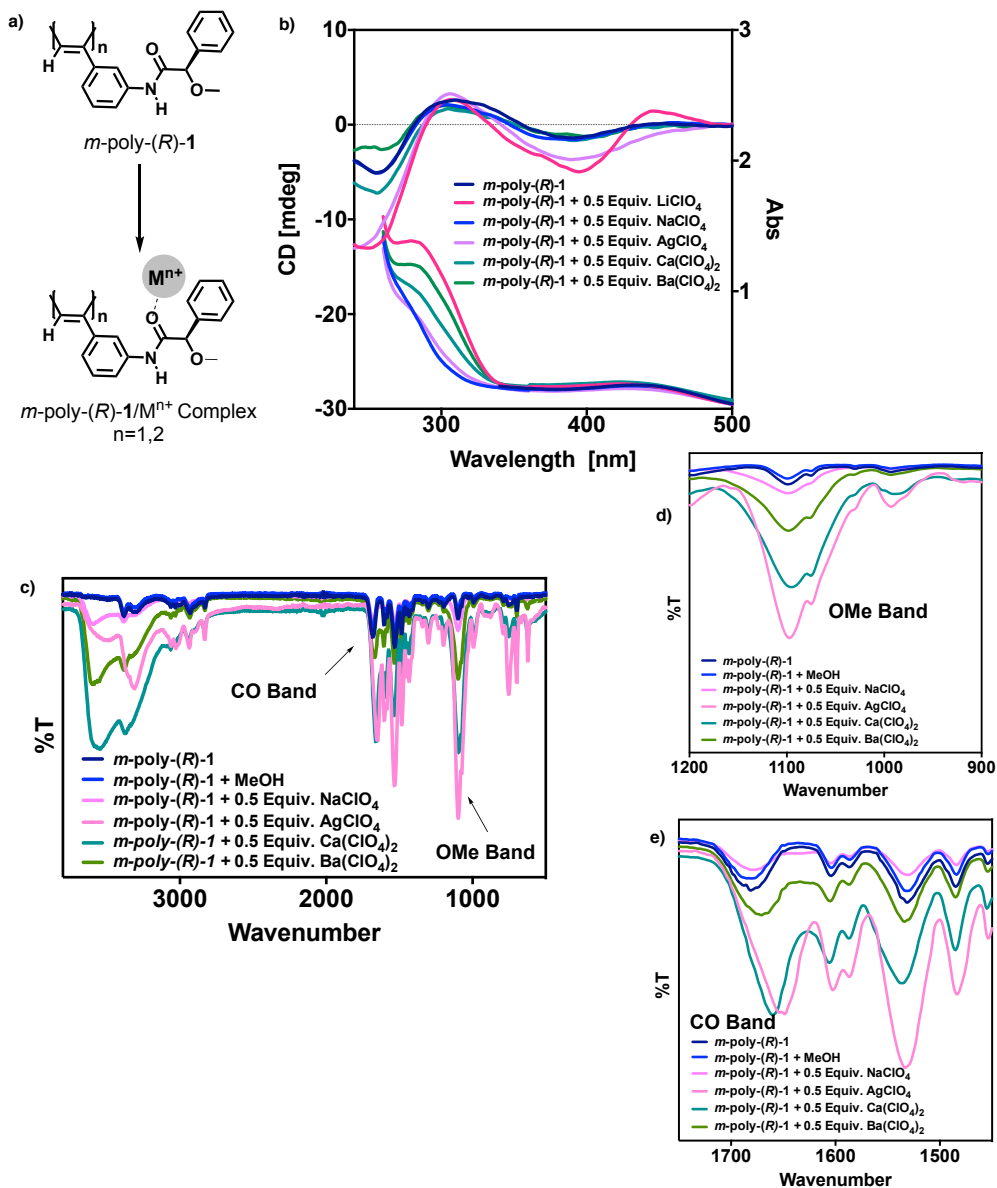 a)
H
n
O
N
H
O
m-poly-(R)-1
Mⁿ⁺
H
n
O
N
H
O
m-poly-(R)-1/Mⁿ⁺ Complex
n=1,2
b)
10
0
-10
-20
-30
CD [mdeg]
3
2
1
Abs
300
400
500
Wavelength [nm]
m-poly-(R)-1
m-poly-(R)-1 + 0.5 Equiv. LiClO₄
m-poly-(R)-1 + 0.5 Equiv. NaClO₄
m-poly-(R)-1 + 0.5 Equiv. AgClO₄
m-poly-(R)-1 + 0.5 Equiv. Ca(ClO₄)₂
m-poly-(R)-1 + 0.5 Equiv. Ba(ClO₄)₂
c)
%T
CO Band
OMe Band
m-poly-(R)-1
m-poly-(R)-1 + MeOH
m-poly-(R)-1 + 0.5 Equiv. NaClO₄
m-poly-(R)-1 + 0.5 Equiv. AgClO₄
m-poly-(R)-1 + 0.5 Equiv. Ca(ClO₄)₂
m-poly-(R)-1 + 0.5 Equiv. Ba(ClO₄)₂
3000
2000
1000
Wavenumber
d)
%T
OMe Band
m-poly-(R)-1
m-poly-(R)-1 + MeOH
m-poly-(R)-1 + 0.5 Equiv. NaClO₄
m-poly-(R)-1 + 0.5 Equiv. AgClO₄
m-poly-(R)-1 + 0.5 Equiv. Ca(ClO₄)₂
m-poly-(R)-1 + 0.5 Equiv. Ba(ClO₄)₂
1200
1100
1000
900
Wavenumber
e)
%T
CO Band
m-poly-(R)-1
m-poly-(R)-1 + MeOH
m-poly-(R)-1 + 0.5 Equiv. NaClO₄
m-poly-(R)-1 + 0.5 Equiv. AgClO₄
m-poly-(R)-1 + 0.5 Equiv. Ca(ClO₄)₂
m-poly-(R)-1 + 0.5 Equiv. Ba(ClO₄)₂
1700
1600
1500
Wavenumber